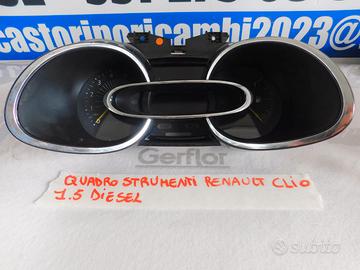 castorinoricambi2023@
Gerflor
QUADRO STRUMENTI RENAULT CLIO
1.5 DIESEL
subito